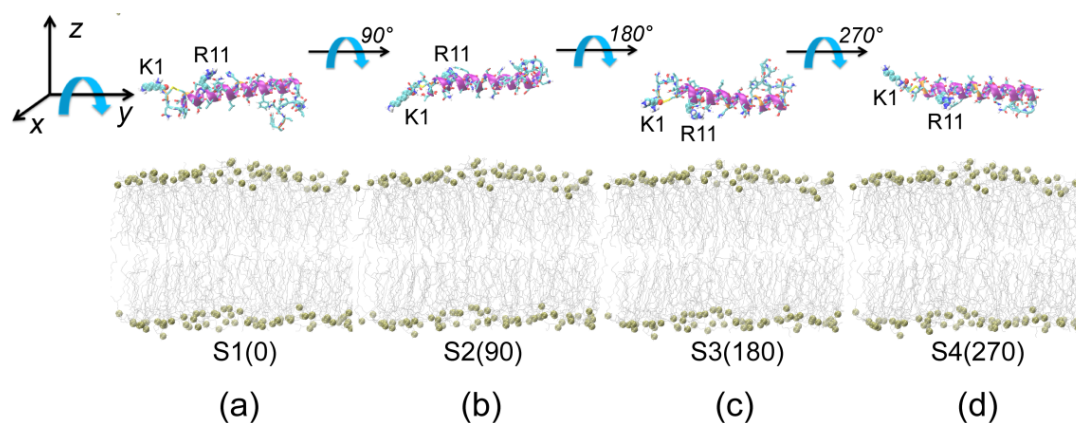 z
x
y
K1
R11
90°
R11
K1
180°
K1
R11
270°
K1
R11
S1(0)
S2(90)
S3(180)
S4(270)
(a)
(b)
(c)
(d)